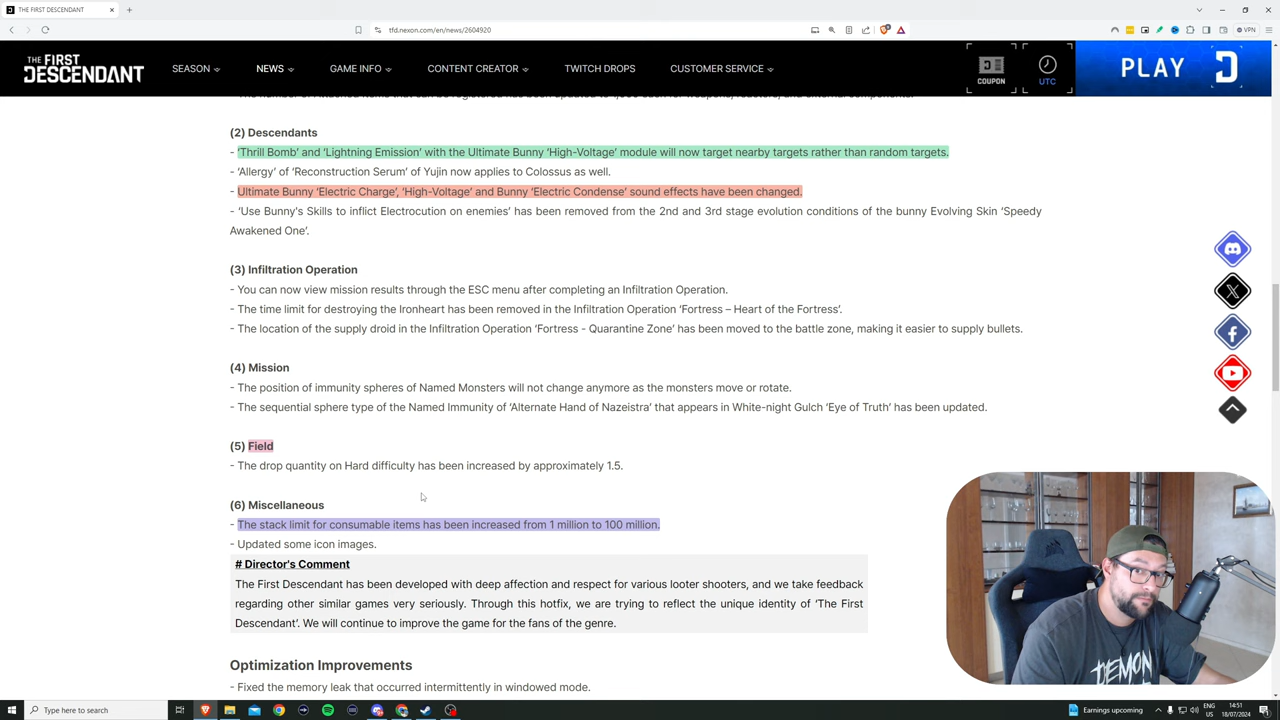 THE FIRST DESCENDANT
tfd.nexon.com/en/news/2604920
VPN
THE FIRST
DESCENDANT
SEASON
NEWS
GAME INFO
CONTENT CREATOR
TWITCH DROPS
CUSTOMER SERVICE
COUPON
UTC
PLAY
(2) Descendants
- 'Thrill Bomb' and 'Lightning Emission' with the Ultimate Bunny 'High-Voltage' module will now target nearby targets rather than random targets.
- 'Allergy' of 'Reconstruction Serum' of Yujin now applies to Colossus as well.
- Ultimate Bunny 'Electric Charge', 'High-Voltage' and Bunny 'Electric Condense' sound effects have been changed.
- 'Use Bunny's Skills to inflict Electrocution on enemies' has been removed from the 2nd and 3rd stage evolution conditions of the bunny Evolving Skin 'Speedy
Awakened One'.
(3) Infiltration Operation
- You can now view mission results through the ESC menu after completing an Infiltration Operation.
- The time limit for destroying the Ironheart has been removed in the Infiltration Operation 'Fortress – Heart of the Fortress'.
- The location of the supply droid in the Infiltration Operation 'Fortress - Quarantine Zone' has been moved to the battle zone, making it easier to supply bullets.
(4) Mission
- The position of immunity spheres of Named Monsters will not change anymore as the monsters move or rotate.
- The sequential sphere type of the Named Immunity of 'Alternate Hand of Nazeistra' that appears in White-night Gulch 'Eye of Truth' has been updated.
(5) Field
- The drop quantity on Hard difficulty has been increased by approximately 1.5.
(6) Miscellaneous
- The stack limit for consumable items has been increased from 1 million to 100 million.
- Updated some icon images.
# Director's Comment
The First Descendant has been developed with deep affection and respect for various looter shooters, and we take feedback
regarding other similar games very seriously. Through this hotfix, we are trying to reflect the unique identity of 'The First
Descendant'. We will continue to improve the game for the fans of the genre.
Optimization Improvements
- Fixed the memory leak that occurred intermittently in windowed mode.
DEMON
Type here to search
Earnings upcoming
ENG
US
14:51
18/07/2024